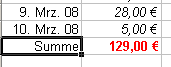 9. Mrz. 08 28,00 €
10. Mrz. 08 5,00 €
Summe 129,00 €